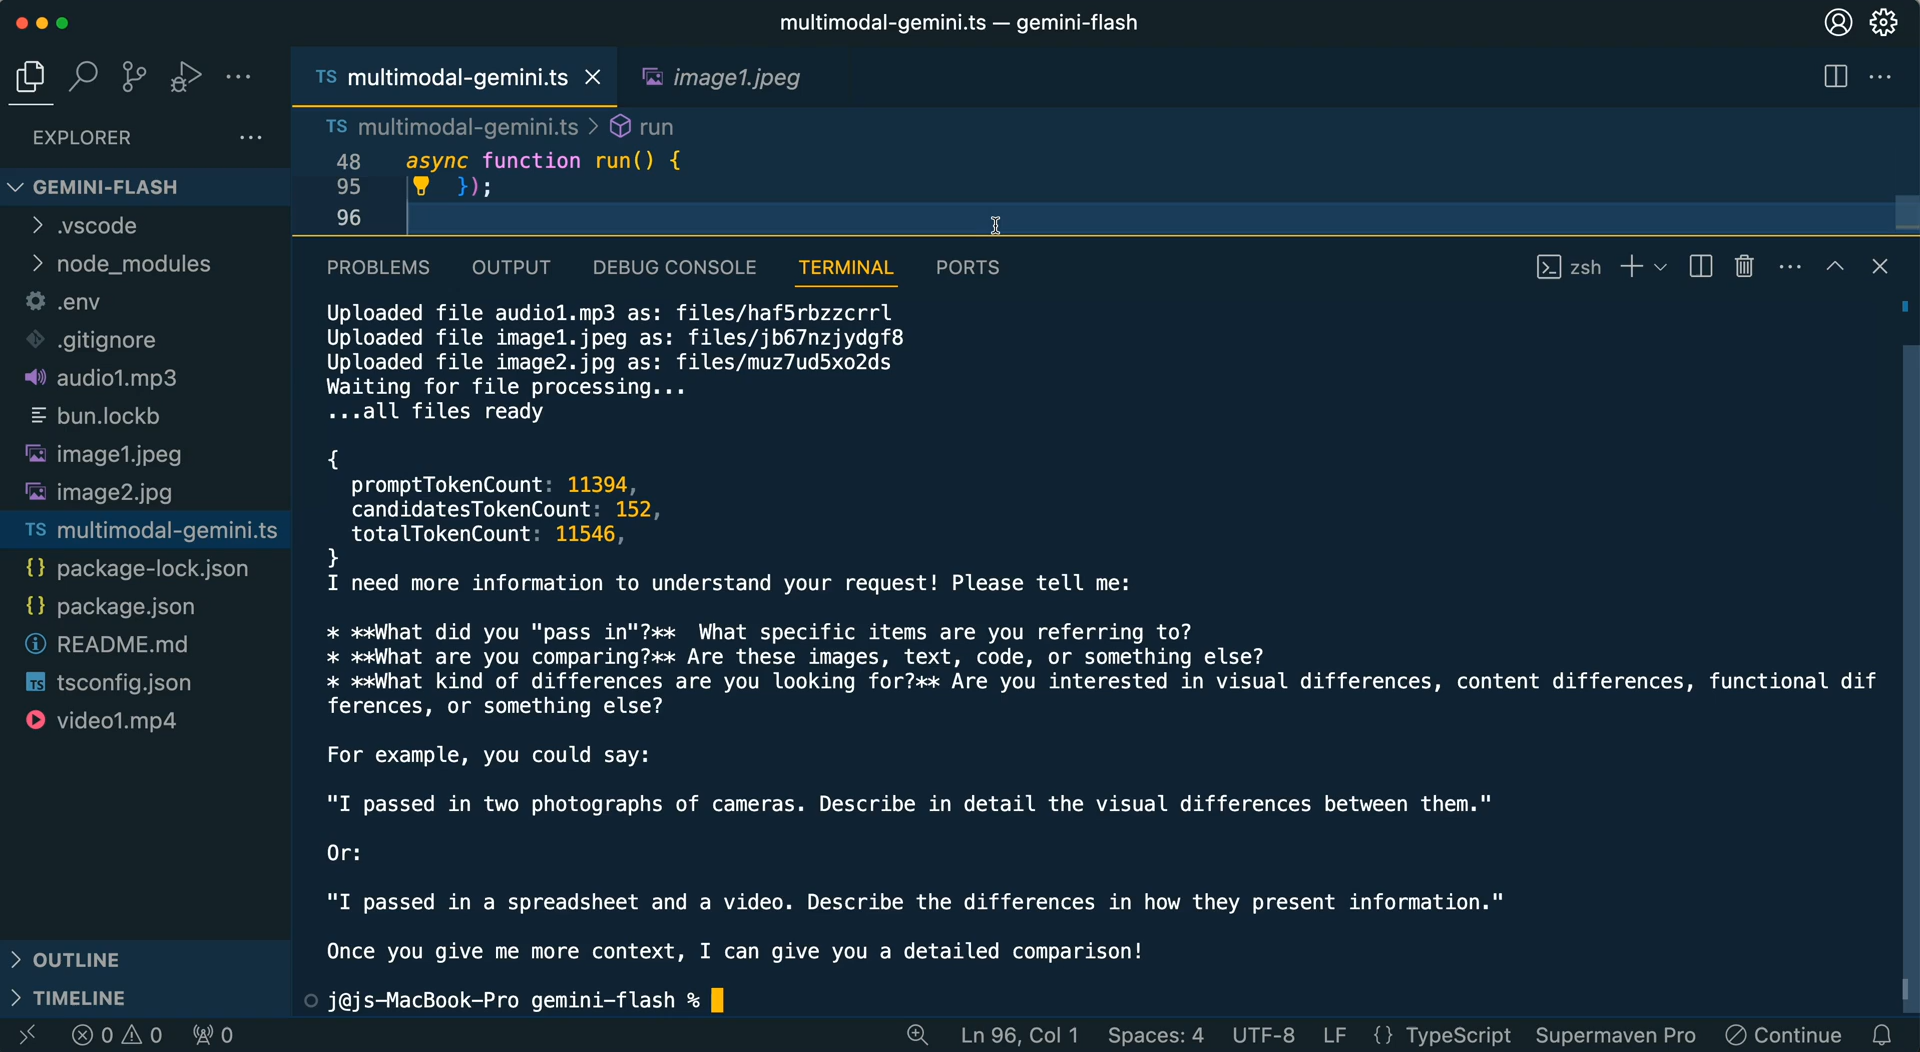 multimodal-gemini.ts — gemini-flash
TS multimodal-gemini.ts
image1.jpeg
EXPLORER
TS multimodal-gemini.ts > run
GEMINI-FLASH
48 async function run() {
95 });
96
.vscode
node_modules
.env
.gitignore
audio1.mp3
bun.lockb
image1.jpeg
image2.jpg
TS multimodal-gemini.ts
{} package-lock.json
{} package.json
README.md
TS tsconfig.json
video1.mp4
OUTLINE
TIMELINE
PROBLEMS OUTPUT DEBUG CONSOLE TERMINAL PORTS
zsh
Uploaded file audio1.mp3 as: files/haf5rbzzcrrl
Uploaded file image1.jpeg as: files/jb67nzjydgf8
Uploaded file image2.jpg as: files/muz7ud5xo2ds
Waiting for file processing...
...all files ready
{
promptTokenCount: 11394,
candidatesTokenCount: 152,
totalTokenCount: 11546,
}
I need more information to understand your request! Please tell me:
* **What did you "pass in"?** What specific items are you referring to?
* **What are you comparing?** Are these images, text, code, or something else?
* **What kind of differences are you looking for?** Are you interested in visual differences, content differences, functional dif
ferences, or something else?
For example, you could say:
"I passed in two photographs of cameras. Describe in detail the visual differences between them."
Or:
"I passed in a spreadsheet and a video. Describe the differences in how they present information."
Once you give me more context, I can give you a detailed comparison!
j@js-MacBook-Pro gemini-flash %
0 0 0
Ln 96, Col 1 Spaces: 4 UTF-8 LF {} TypeScript Supermaven Pro Continue